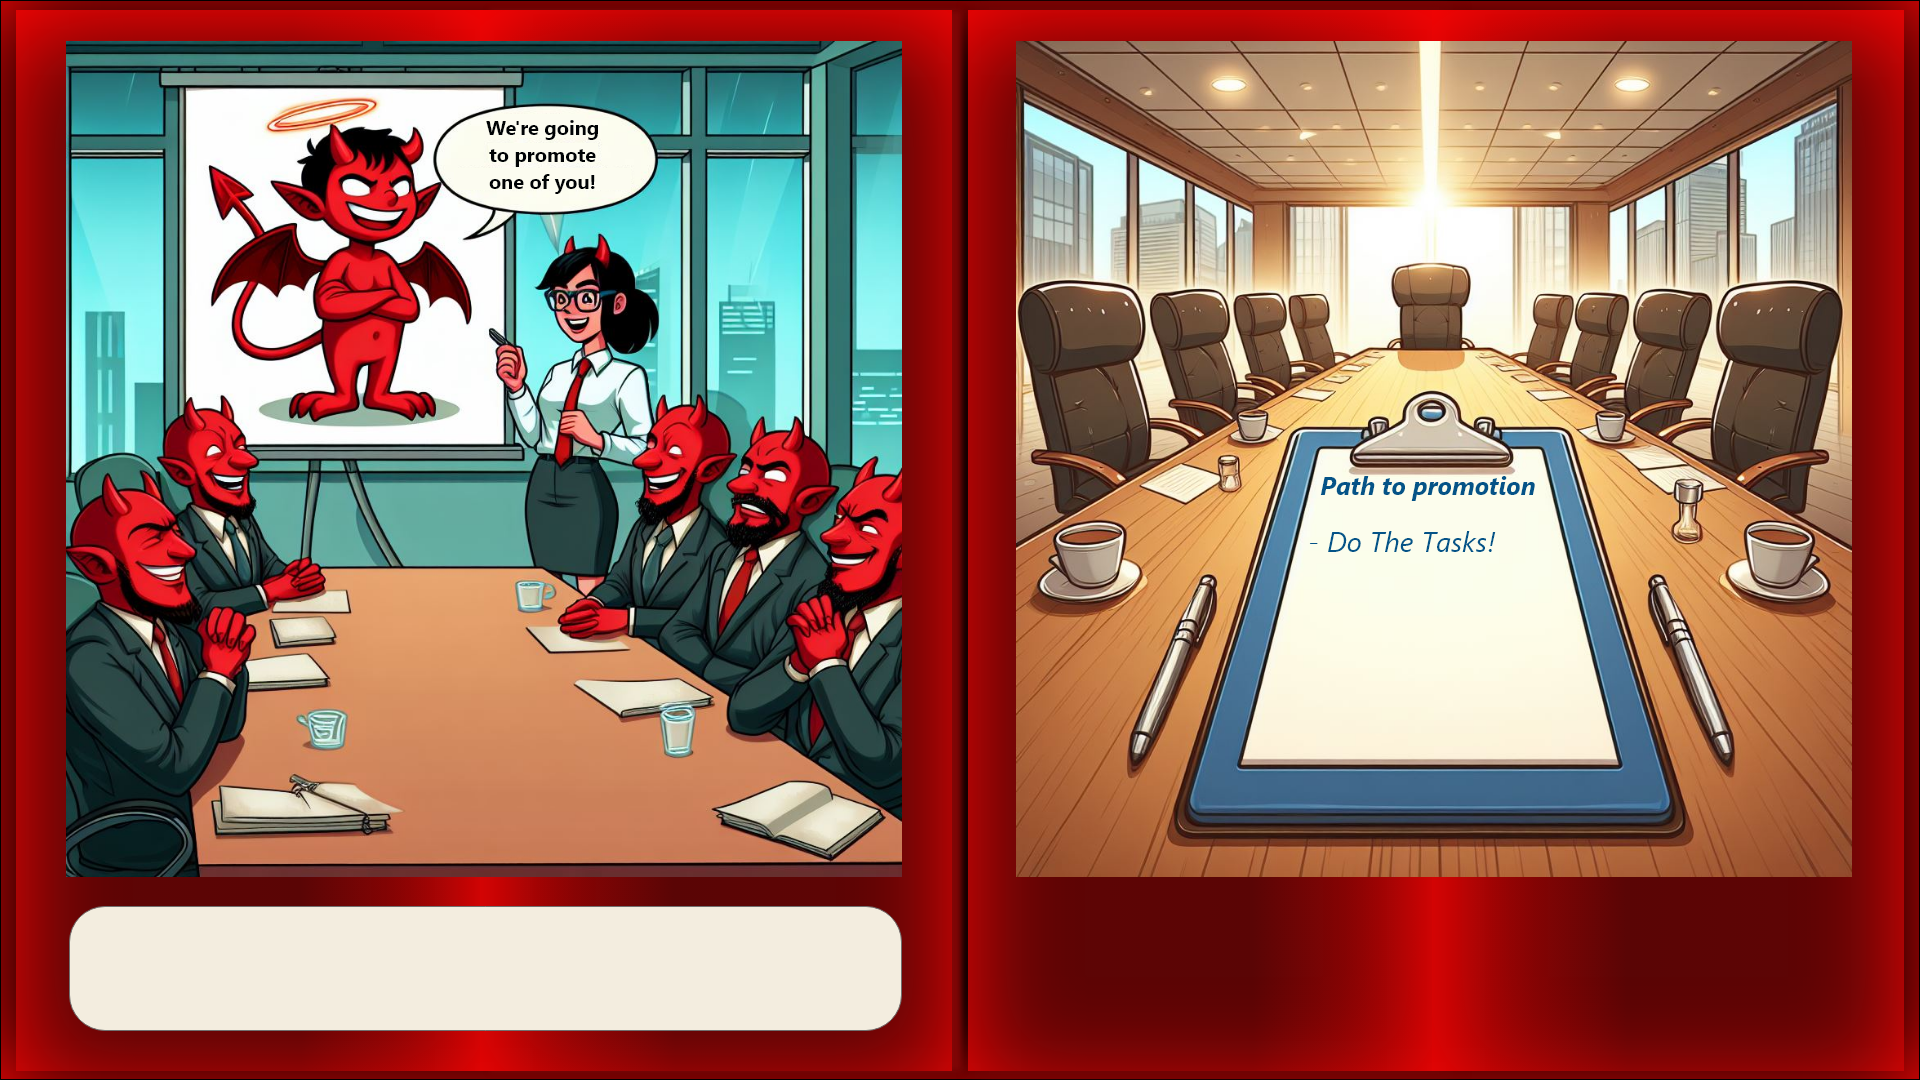 We're going
to promote
one of you!
Path to promotion
- Do The Tasks!